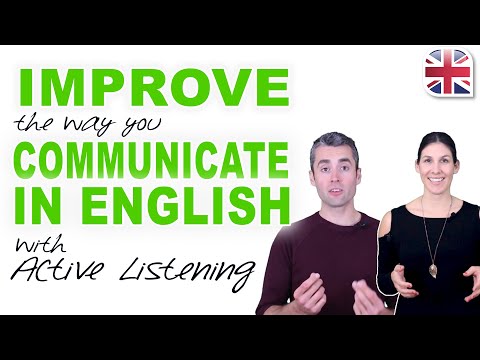 IMPROVE
the way you
COMMUNICATE
IN ENGLISH
with
Active Listening